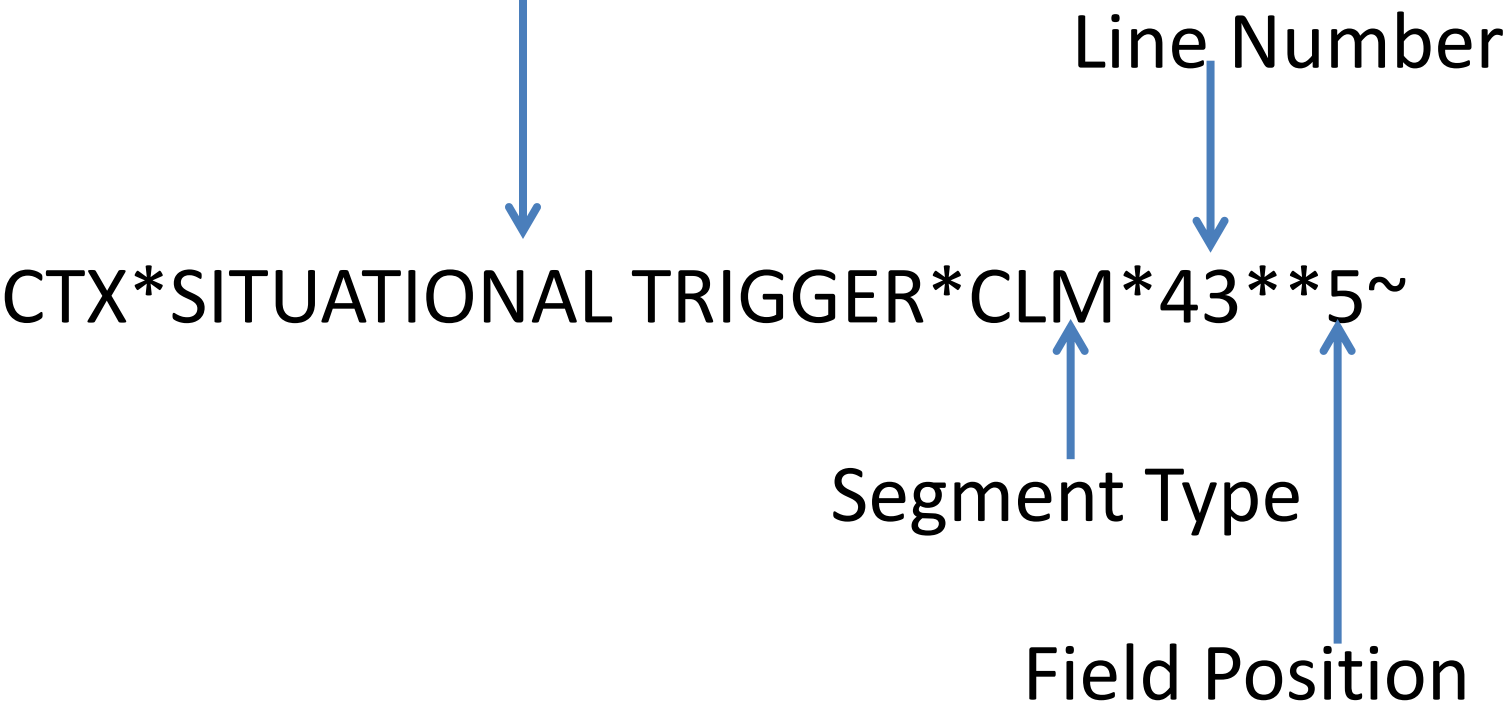 Line Number
CTX*SITUATIONAL TRIGGER*CLM*43**5~
Segment Type
Field Position